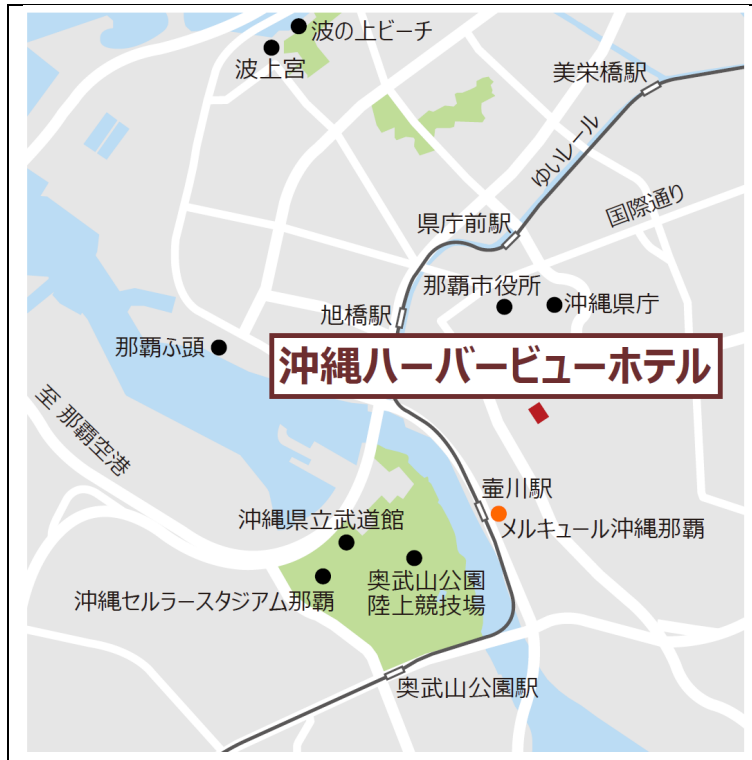 波の上ビーチ
波上宮
美栄橋駅
ゆいレール
国際通り
県庁前駅
那覇市役所
沖縄県庁
旭橋駅
那覇ふ頭
沖縄ハーバービューホテル
至 那覇空港
壷川駅
メルキュール沖縄那覇
沖縄県立武道館
奥武山公園
陸上競技場
沖縄セルラースタジアム那覇
奥武山公園駅